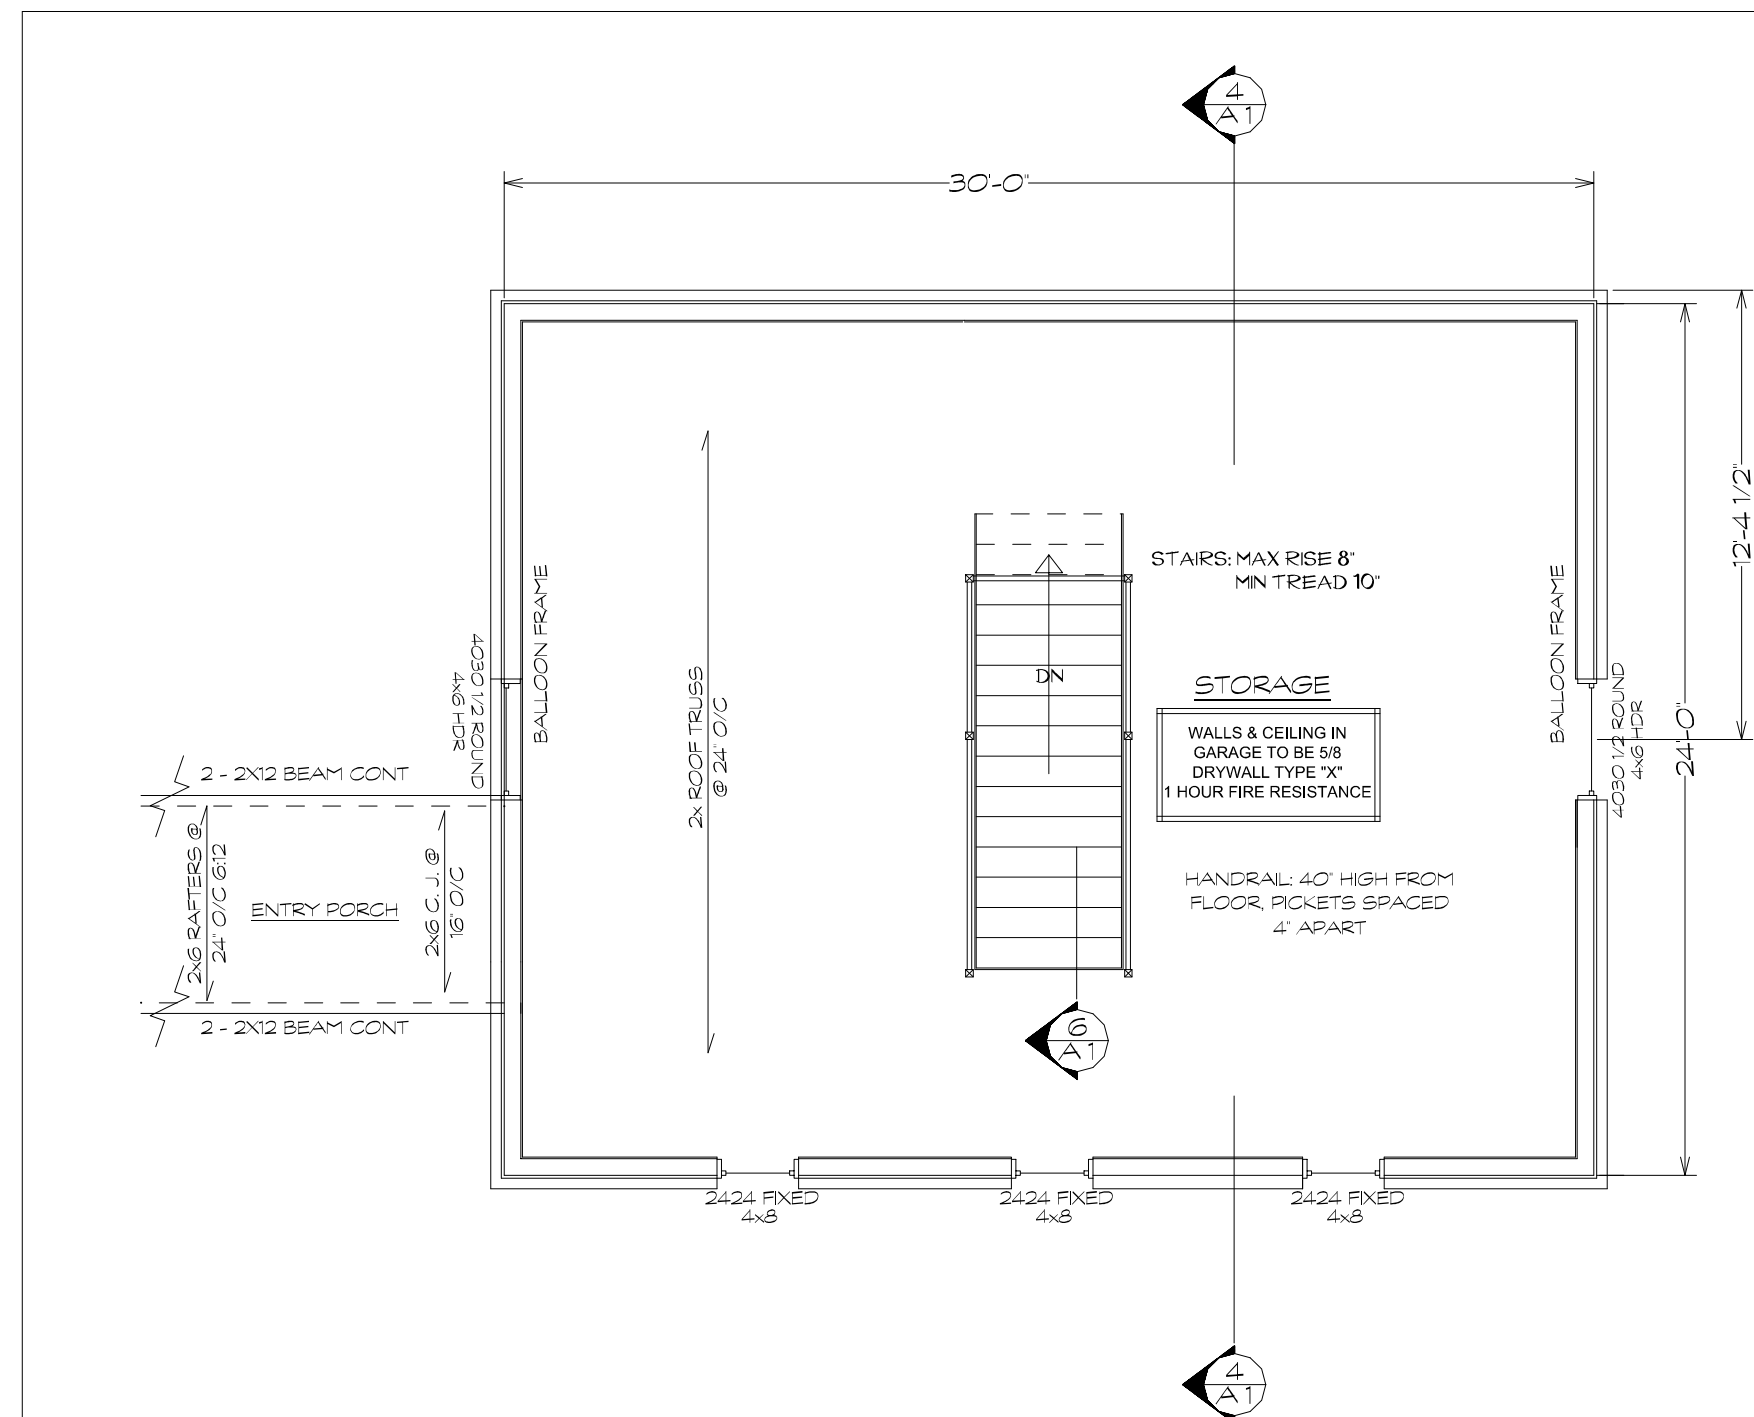 4
A1
30'-0"
12'-4 1/2"
24'-0"
STAIRS: MAX RISE 8"
MIN TREAD 10"
BALLOON FRAME
BALLOON FRAME
4030 1/2 ROUND
4x6 HDR
2x ROOF TRUSS
@ 24" O/C
DN
STORAGE
WALLS & CEILING IN
GARAGE TO BE 5/8
DRYWALL TYPE "X"
1 HOUR FIRE RESISTANCE
4030 1/2 ROUND
4x6 HDR
2 - 2X12 BEAM CONT
2x6 RAFTERS @
24" O/C 6:12
ENTRY PORCH
2x6 C. J. @
16" O/C
HANDRAIL: 40" HIGH FROM
FLOOR, PICKETS SPACED
4" APART
2 - 2X12 BEAM CONT
6
A1
2424 FIXED
4x8
2424 FIXED
4x8
2424 FIXED
4x8
4
A1